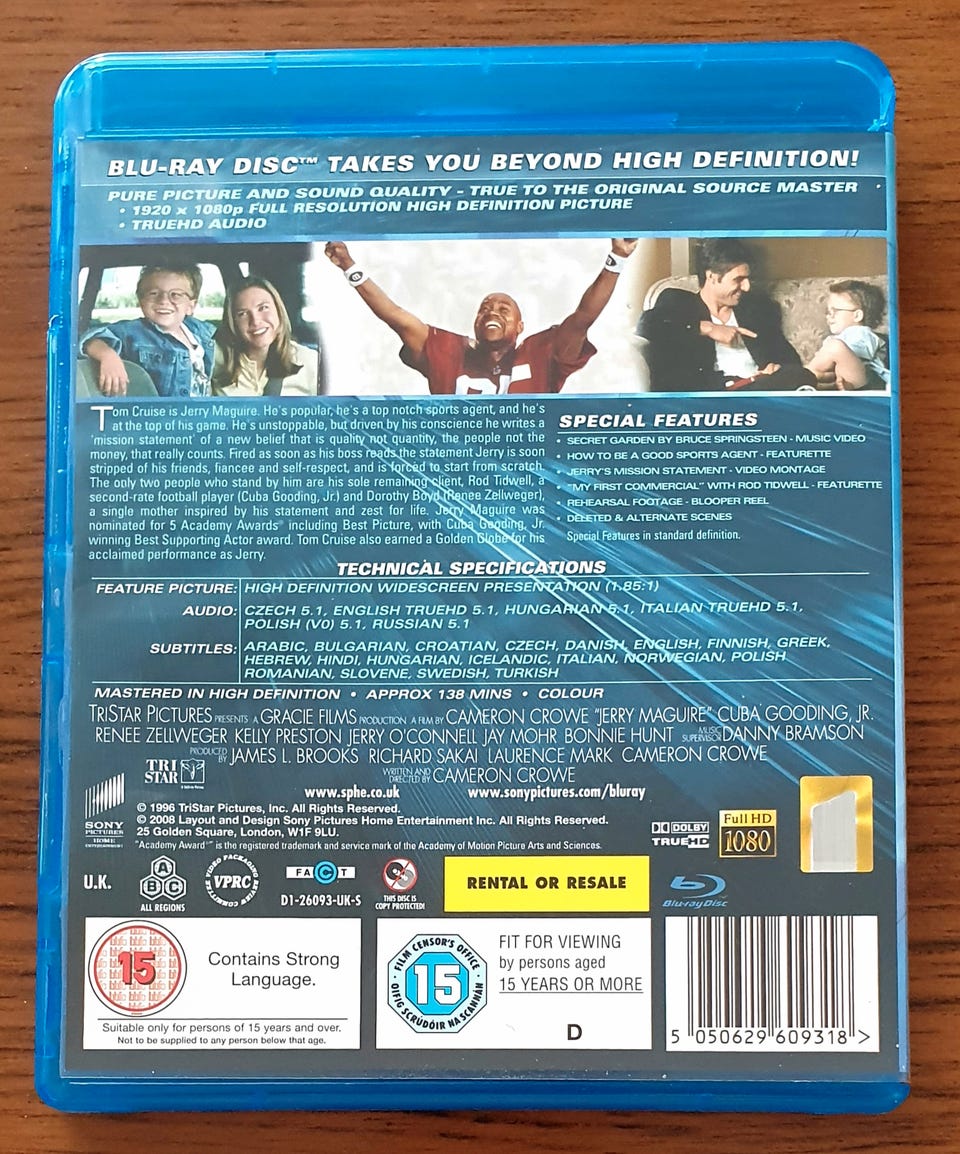 BLU-RAY DISC™ TAKES YOU BEYOND HIGH DEFINITION!
PURE PICTURE AND SOUND QUALITY - TRUE TO THE ORIGINAL SOURCE MASTER
• 1920 x 1080p FULL RESOLUTION HIGH DEFINITION PICTURE
• TRUEHD AUDIO
Tom Cruise is Jerry Maguire. He's popular, he's a top notch sports agent, and he's
at the top of his game. He's unstoppable, but driven by his conscience he writes a
'mission statement' of a new belief that is quality not quantity, the people not the
money, that really counts. Fired as soon as his boss reads the statement Jerry is soon
stripped of his friends, fiancee and self-respect, and is forced to start from scratch.
The only two people who stand by him are his sole remaining client, Rod Tidwell, a
second-rate football player (Cuba Gooding, Jr.) and Dorothy Boyd (Renee Zellweger),
a single mother inspired by his statement and zest for life. Jerry Maguire was
nominated for 5 Academy Awards® including Best Picture, with Cuba Gooding, Jr.
winning Best Supporting Actor award. Tom Cruise also earned a Golden Globe for his
acclaimed performance as Jerry.
SPECIAL FEATURES
• SECRET GARDEN BY BRUCE SPRINGSTEEN - MUSIC VIDEO
• HOW TO BE A GOOD SPORTS AGENT - FEATURETTE
• JERRY'S MISSION STATEMENT - VIDEO MONTAGE
• "MY FIRST COMMERCIAL" WITH ROD TIDWELL - FEATURETTE
• REHEARSAL FOOTAGE - BLOOPER REEL
• DELETED & ALTERNATE SCENES
Special Features in standard definition.
TECHNICAL SPECIFICATIONS
FEATURE PICTURE: HIGH DEFINITION WIDESCREEN PRESENTATION (1.85:1)
AUDIO: CZECH 5.1, ENGLISH TRUEHD 5.1, HUNGARIAN 5.1, ITALIAN TRUEHD 5.1,
POLISH (VO) 5.1, RUSSIAN 5.1
SUBTITLES: ARABIC, BULGARIAN, CROATIAN, CZECH, DANISH, ENGLISH, FINNISH, GREEK,
HEBREW, HINDI, HUNGARIAN, ICELANDIC, ITALIAN, NORWEGIAN, POLISH
ROMANIAN, SLOVENE, SWEDISH, TURKISH
MASTERED IN HIGH DEFINITION • APPROX 138 MINS • COLOUR
TRISTAR PICTURES PRESENTS A GRACIE FILMS PRODUCTION A FILM BY CAMERON CROWE "JERRY MAGUIRE" CUBA GOODING, JR.
RENEE ZELLWEGER KELLY PRESTON JERRY O'CONNELL JAY MOHR BONNIE HUNT MUSIC SUPERVISOR DANNY BRAMSON
PRODUCED BY JAMES L. BROOKS RICHARD SAKAI LAURENCE MARK CAMERON CROWE
WRITTEN AND DIRECTED BY CAMERON CROWE
TRI
STAR
www.sphe.co.uk www.sonypictures.com/bluray
SONY
PICTURES
HOME
ENTERTAINMENT
© 1996 TriStar Pictures, Inc. All Rights Reserved.
© 2008 Layout and Design Sony Pictures Home Entertainment Inc. All Rights Reserved.
25 Golden Square, London, W1F 9LU.
"Academy Award®" is the registered trademark and service mark of the Academy of Motion Picture Arts and Sciences.
DOLBY
TRUEHD
Full HD
1080
U.K.
A
B C
ALL REGIONS
VIDEO PACKAGING REVIEW COMMITTEE
VPRC
FACT
D1-26093-UK-S
THIS DISC IS
COPY PROTECTED!
RENTAL OR RESALE
Blu-ray Disc
15
Contains Strong
Language.
Suitable only for persons of 15 years and over.
Not to be supplied to any person below that age.
FILM CENSOR'S OFFICE
15
OIFIG SCRÚDÓIR NA SCANNÁN
FIT FOR VIEWING
by persons aged
15 YEARS OR MORE
D
5 050629 609318 >